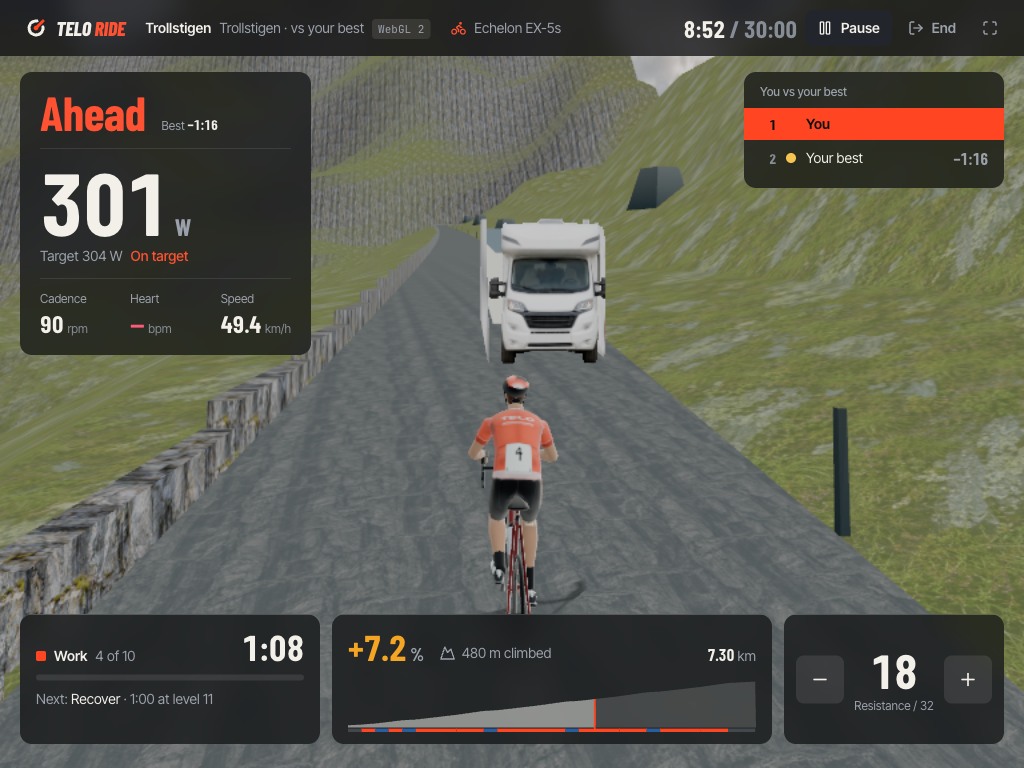 TELO RIDE Trollstigen Trollstigen · vs your best WebGL 2 Echelon EX-5s 8:52 / 30:00 Pause End
Ahead Best −1:16
301 W
Target 304 W On target
Cadence Heart Speed
90 rpm – bpm 49.4 km/h
You vs your best
1 You
2 Your best −1:16
TELO
4
Work 4 of 10 1:08
Next: Recover · 1:00 at level 11
+7.2 % 480 m climbed 7.30 km
− 18 +
Resistance / 32